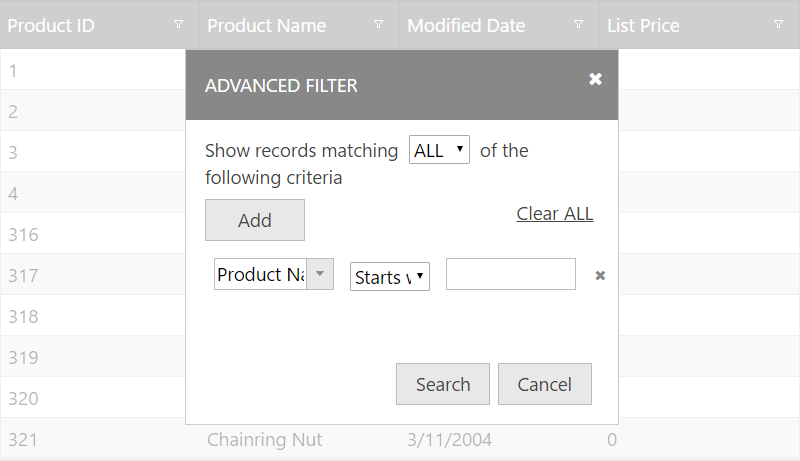 Product ID Product Name Modified Date List Price
1
ADVANCED FILTER
2
3
Show records matching ALL of the
following criteria
4
Add Clear ALL
316
317
Product Na Starts w
318
319
320
Search Cancel
321 Chainring Nut 3/11/2004 0